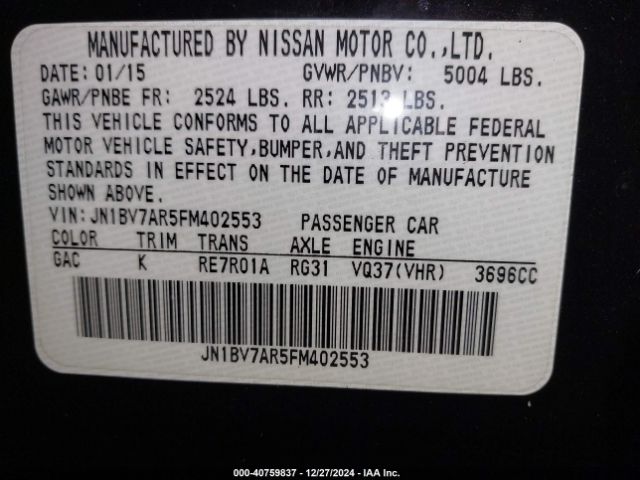 MANUFACTURED BY NISSAN MOTOR CO.,LTD.
DATE: 01/15 GVWR/PNBV: 5004 LBS.
GAWR/PNBE FR: 2524 LBS. RR: 2513 LBS.
THIS VEHICLE CONFORMS TO ALL APPLICABLE FEDERAL
MOTOR VEHICLE SAFETY,BUMPER,AND THEFT PREVENTION
STANDARDS IN EFFECT ON THE DATE OF MANUFACTURE
SHOWN ABOVE.
VIN: JN1BV7AR5FM402553 PASSENGER CAR
COLOR TRIM TRANS AXLE ENGINE
GAC K RE7R01A RG31 VQ37(VHR) 3696CC
JN1BV7AR5FM402553
000-40759837 - 12/27/2024 - IAA Inc.